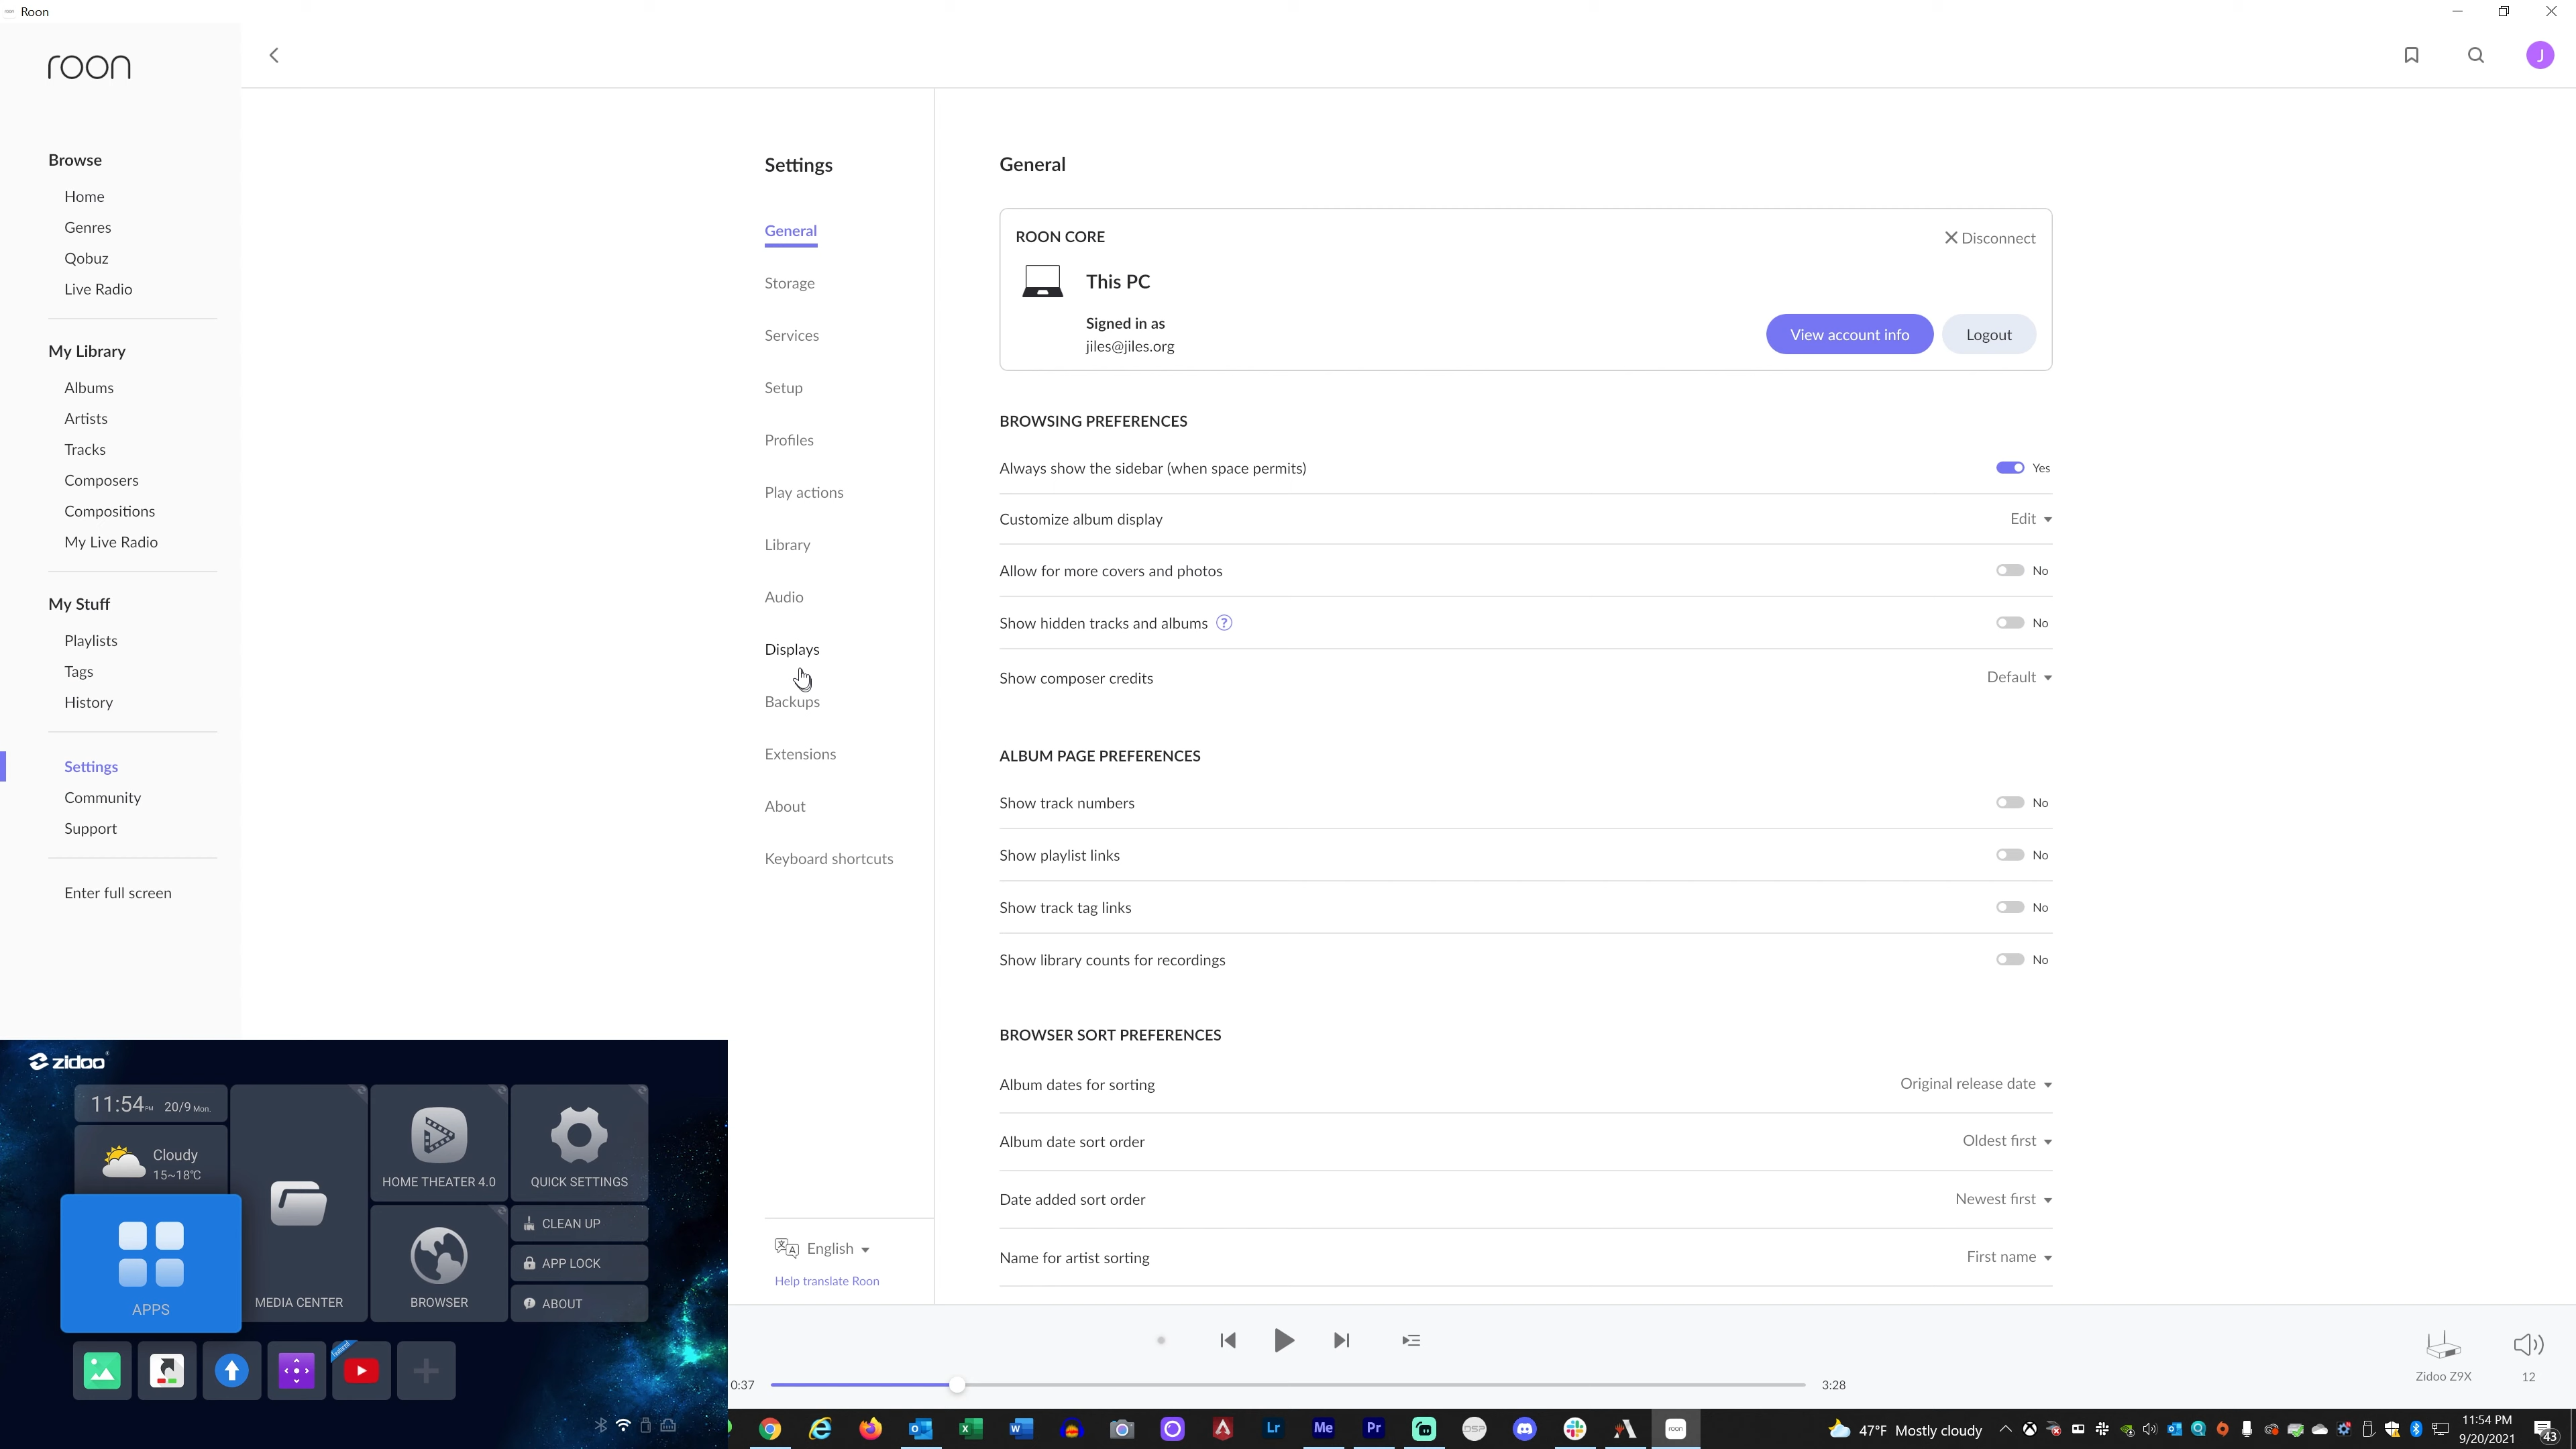 Roon
roon
J
Browse
Home
Genres
Qobuz
Live Radio
My Library
Albums
Artists
Tracks
Composers
Compositions
My Live Radio
My Stuff
Playlists
Tags
History
Settings
Community
Support
Enter full screen
Settings
General
Storage
Services
Setup
Profiles
Play actions
Library
Audio
Displays
Backups
Extensions
About
Keyboard shortcuts
English
Help translate Roon
General
ROON CORE
Disconnect
This PC
Signed in as
jiles@jiles.org
View account info
Logout
BROWSING PREFERENCES
Always show the sidebar (when space permits) Yes
Customize album display Edit
Allow for more covers and photos No
Show hidden tracks and albums ? No
Show composer credits Default
ALBUM PAGE PREFERENCES
Show track numbers No
Show playlist links No
Show track tag links No
Show library counts for recordings No
BROWSER SORT PREFERENCES
Album dates for sorting Original release date
Album date sort order Oldest first
Date added sort order Newest first
Name for artist sorting First name
zidoo
11:54 PM 20/9 Mon.
Cloudy
15~18℃
APPS
MEDIA CENTER
HOME THEATER 4.0
BROWSER
QUICK SETTINGS
CLEAN UP
APP LOCK
ABOUT
0:37
3:28
Zidoo Z9X
12
Lr
Me
Pr
DSP
roon
47°F Mostly cloudy
11:54 PM
9/20/2021
43